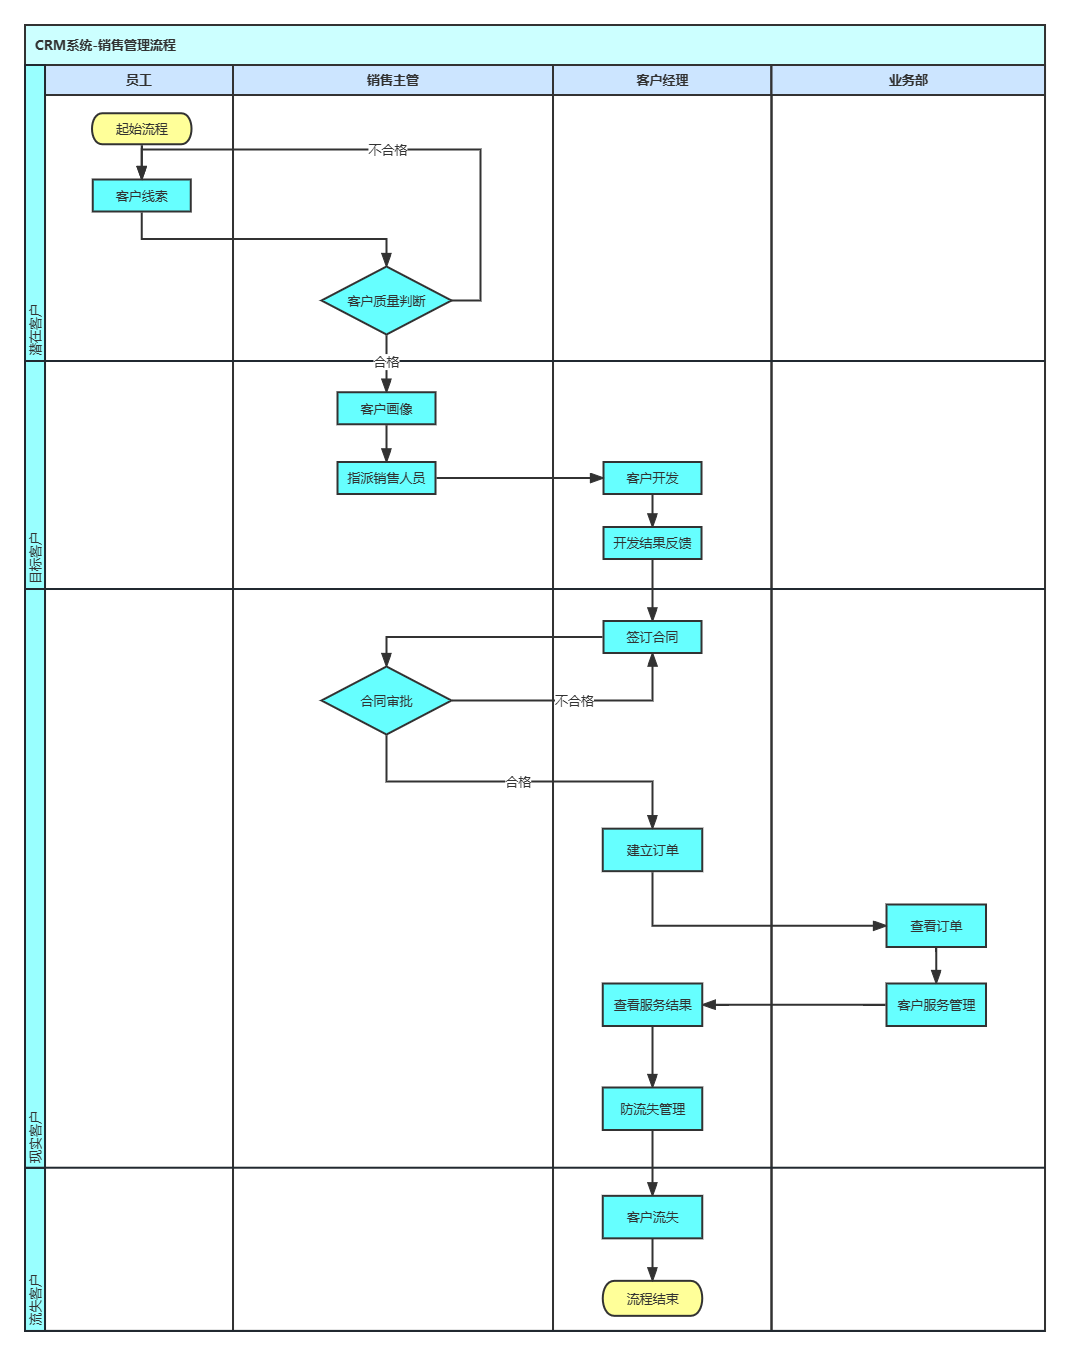 CRM系统-销售管理流程
员工
销售主管
客户经理
业务部
潜在客户
起始流程
不合格
客户线索
客户质量判断
合格
目标客户
客户画像
指派销售人员
客户开发
开发结果反馈
现实客户
签订合同
合同审批
不合格
合格
建立订单
查看订单
查看服务结果
客户服务管理
防流失管理
流失客户
客户流失
流程结束